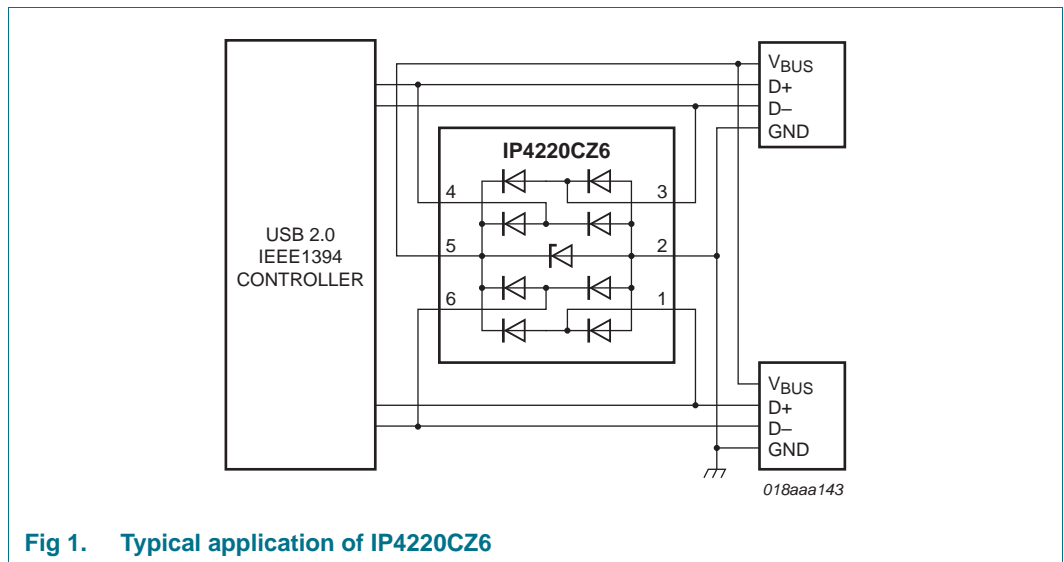 VBUS
D+
D–
GND
IP4220CZ6
4
3
5
2
6
1
USB 2.0
IEEE1394
CONTROLLER
VBUS
D+
D–
GND
018aaa143
Fig 1. Typical application of IP4220CZ6